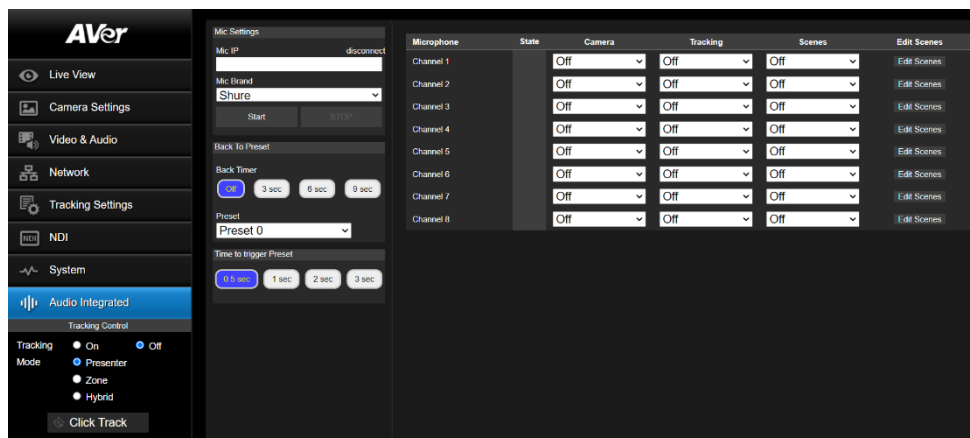 AVer
Live View
Camera Settings
Video & Audio
Network
Tracking Settings
NDI NDI
System
Audio Integrated
Tracking Control
Tracking On Off
Mode Presenter
Zone
Hybrid
Click Track
Mic Settings
Mic IP disconnect
Mic Brand
Shure
Start STOP
Back To Preset
Back Timer
Off 3 sec 6 sec 9 sec
Preset
Preset 0
Time to trigger Preset
0.5 sec 1 sec 2 sec 3 sec
Microphone State Camera Tracking Scenes Edit Scenes
Channel 1 Off Off Off Edit Scenes
Channel 2 Off Off Off Edit Scenes
Channel 3 Off Off Off Edit Scenes
Channel 4 Off Off Off Edit Scenes
Channel 5 Off Off Off Edit Scenes
Channel 6 Off Off Off Edit Scenes
Channel 7 Off Off Off Edit Scenes
Channel 8 Off Off Off Edit Scenes